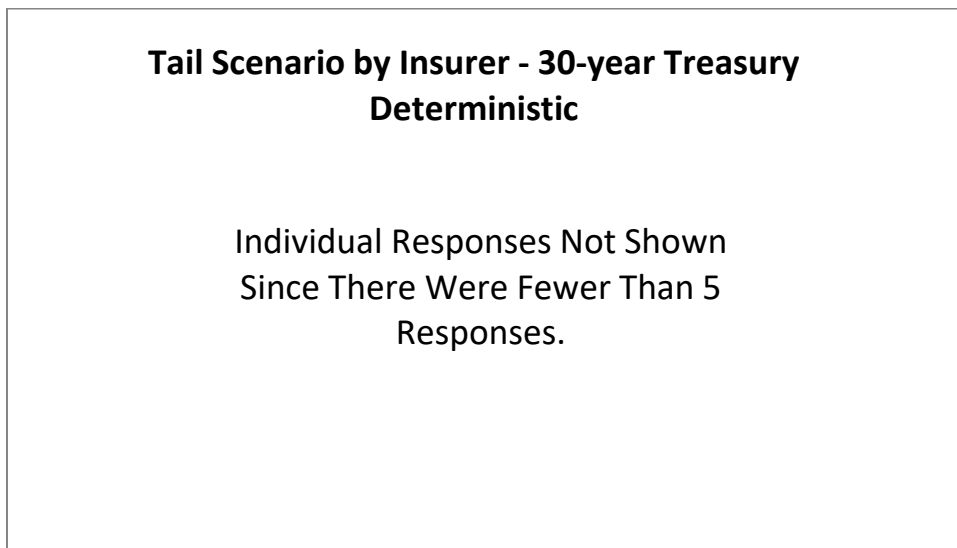 Tail Scenario by Insurer - 30-year Treasury
Deterministic
Individual Responses Not Shown
Since There Were Fewer Than 5
Responses.